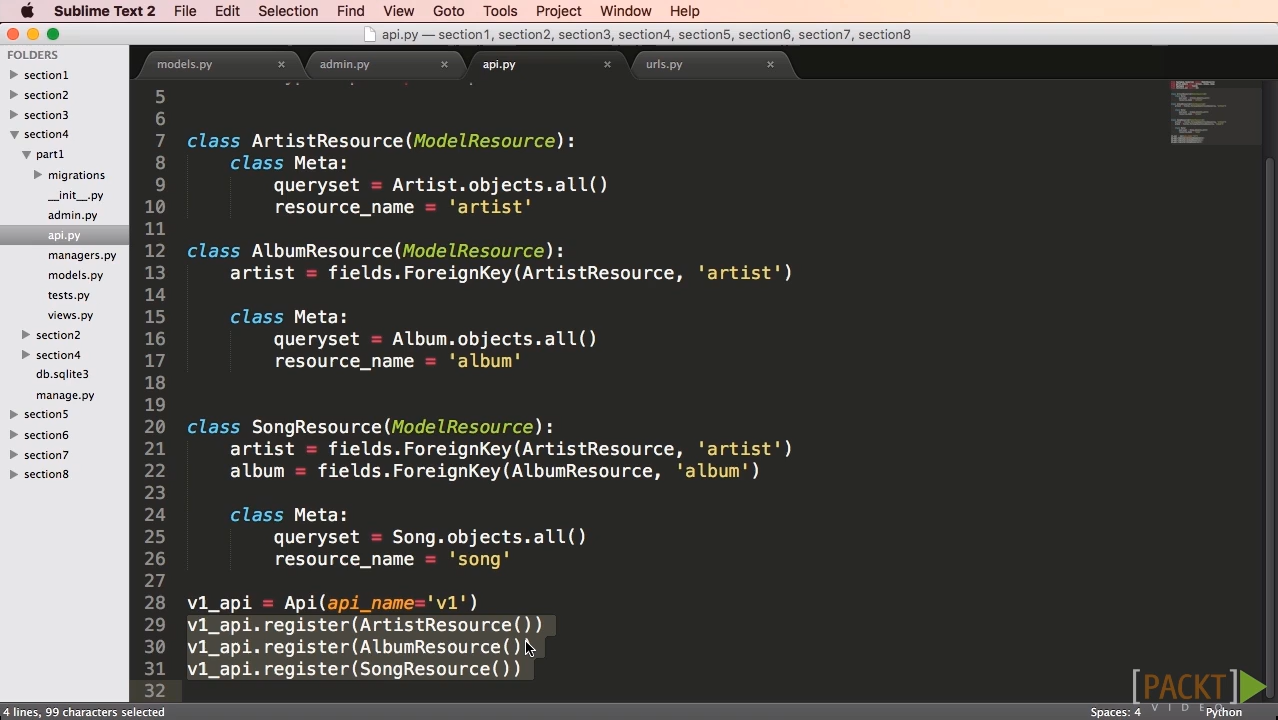 Sublime Text 2 File Edit Selection Find View Goto Tools Project Window Help
api.py — section1, section2, section3, section4, section5, section6, section7, section8
FOLDERS
section1
section2
section3
section4
part1
migrations
__init__.py
admin.py
api.py
managers.py
models.py
tests.py
views.py
section2
section4
db.sqlite3
manage.py
section5
section6
section7
section8
models.py × admin.py × api.py × urls.py ×
5
6
7 class ArtistResource(ModelResource):
8 class Meta:
9 queryset = Artist.objects.all()
10 resource_name = 'artist'
11
12 class AlbumResource(ModelResource):
13 artist = fields.ForeignKey(ArtistResource, 'artist')
14
15 class Meta:
16 queryset = Album.objects.all()
17 resource_name = 'album'
18
19
20 class SongResource(ModelResource):
21 artist = fields.ForeignKey(ArtistResource, 'artist')
22 album = fields.ForeignKey(AlbumResource, 'album')
23
24 class Meta:
25 queryset = Song.objects.all()
26 resource_name = 'song'
27
28 v1_api = Api(api_name='v1')
29 v1_api.register(ArtistResource())
30 v1_api.register(AlbumResource()
31 v1_api.register(SongResource())
32
[PACKT]
VIDEO
4 lines, 99 characters selected
Spaces: 4 Python